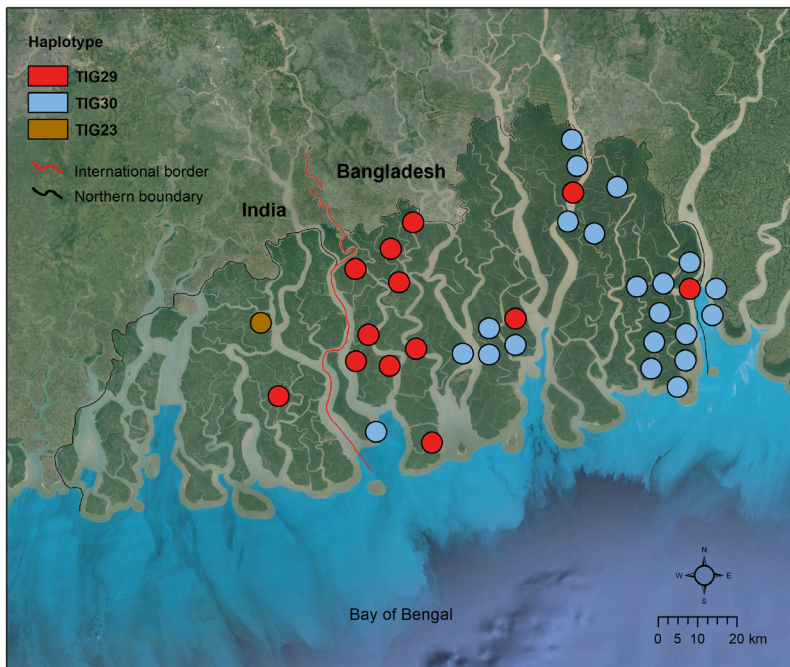 Haplotype
TIG29
TIG30
TIG23
International border
Northern boundary
Bangladesh
India
Bay of Bengal
N
W E
S
0 5 10 20 km